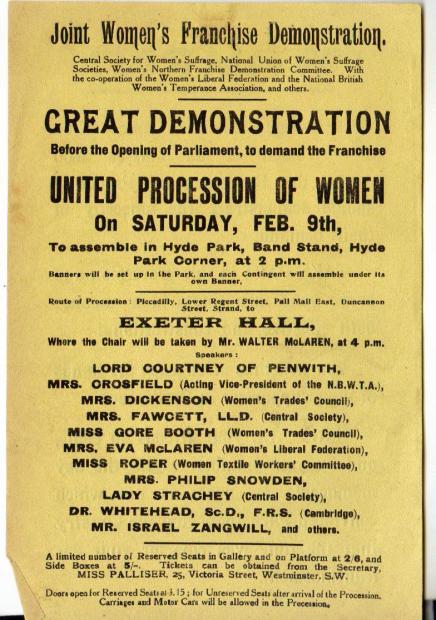 Joint Women's Franchise Demonstration.
Central Society for Women's Suffrage, National Union of Women's Suffrage
Societies, Women's Northern Franchise Demonstration Committee. With
the co-operation of the Women's Liberal Federation and the National British
Women's Temperance Association, and others.
GREAT DEMONSTRATION
Before the Opening of Parliament, to demand the Franchise
UNITED PROCESSION OF WOMEN
On SATURDAY, FEB. 9th,
To assemble in Hyde Park, Band Stand, Hyde
Park Corner, at 2 p.m.
Banners will be set up in the Park, and each Contingent will assemble under its
own Banner,
Route of Procession: Piccadilly, Lower Regent Street, Pall Mall East, Duncannon
Street, Strand, to
EXETER HALL,
Where the Chair will be taken by Mr. WALTER McLAREN, at 4 p.m.
Speakers:
LORD COURTNEY OF PENWITH,
MRS. CROSFIELD (Acting Vice-President of the N.B.W.T.A.),
MRS. DICKENSON (Women's Trades' Council),
MRS. FAWCETT, LL.D. (Central Society),
MISS GORE BOOTH (Women's Trades' Council),
MRS. EVA McLAREN (Women's Liberal Federation),
MISS ROPER (Women Textile Workers' Committee),
MRS. PHILIP SNOWDEN,
LADY STRACHEY (Central Society),
DR. WHITEHEAD, Sc.D., F.R.S. (Cambridge),
MR. ISRAEL ZANGWILL, and others.
A limited number of Reserved Seats in Gallery and on Platform at 2/6, and
Side Boxes at 5/-. Tickets can be obtained from the Secretary,
MISS PALLISER, 25, Victoria Street, Westminster, S.W.
Doors open for Reserved Seats at 3.15; for Unreserved Seats after arrival of the Procession.
Carriages and Motor Cars will be allowed in the Procession.